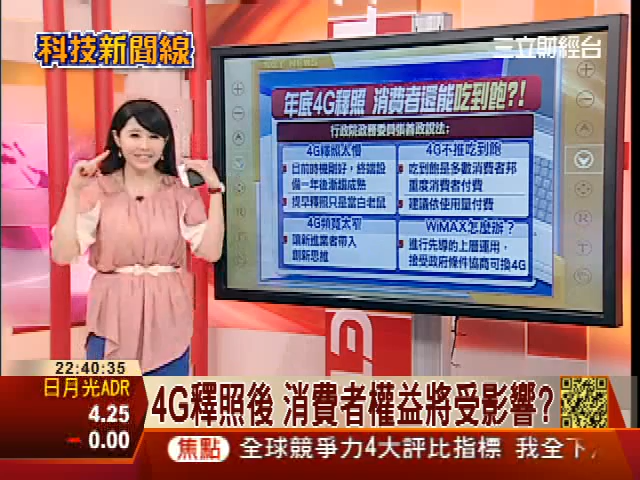 科技新聞線
三立財經台
年底4G釋照 消費者還能吃到飽?!
行政院政務委員張善政說法:
4G釋照太慢
目前時機剛好,終端設
備一年後漸趨成熟
提早釋照只是當白老鼠
4G不推吃到飽
吃到飽是多數消費者幫
重度消費者付費
建議依使用量付費
4G頻寬太窄
讓新進業者帶入
創新思維
WiMAX怎麼辦?
進行先導的上層運用,
接受政府條件協商可換4G
22:40:35
日月光ADR
4.25
0.00
4G釋照後 消費者權益將受影響?
焦點
全球競爭力4大評比指標 我全下